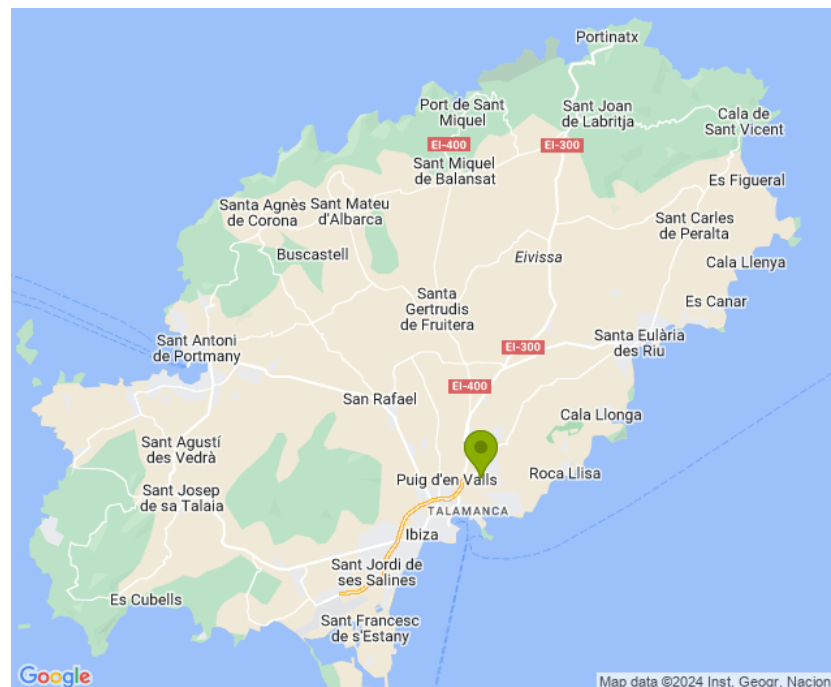 Portinatx
Port de Sant
Miquel
Sant Joan
de Labritja
Cala de
Sant Vicent
EI-400
EI-300
Sant Miquel
de Balansat
Es Figueral
Santa Agnès
de Corona
Sant Mateu
d'Albarca
Sant Carles
de Peralta
Buscastell
Eivissa
Cala Llenya
Santa
Gertrudis
de Fruitera
Es Canar
Sant Antoni
de Portmany
Santa Eulària
des Riu
EI-300
EI-400
San Rafael
Cala Llonga
Sant Agustí
des Vedrà
Puig d'en Valls
Roca Llisa
Sant Josep
de sa Talaia
TALAMANCA
Ibiza
Sant Jordi de
ses Salines
Es Cubells
Sant Francesc
de s'Estany
Google
Map data ©2024 Inst. Geogr. Nacion